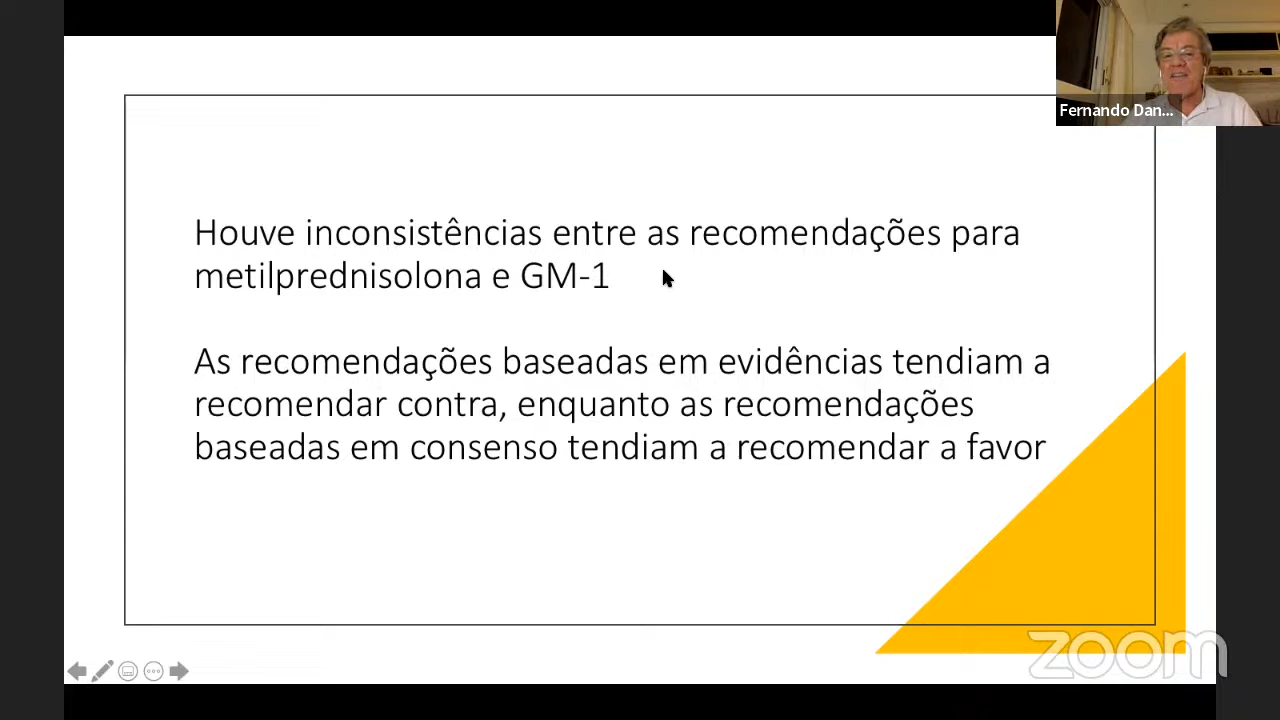 Fernando Dan...
Houve inconsistências entre as recomendações para
metilprednisolona e GM-1
As recomendações baseadas em evidências tendiam a
recomendar contra, enquanto as recomendações
baseadas em consenso tendiam a recomendar a favor
zoom